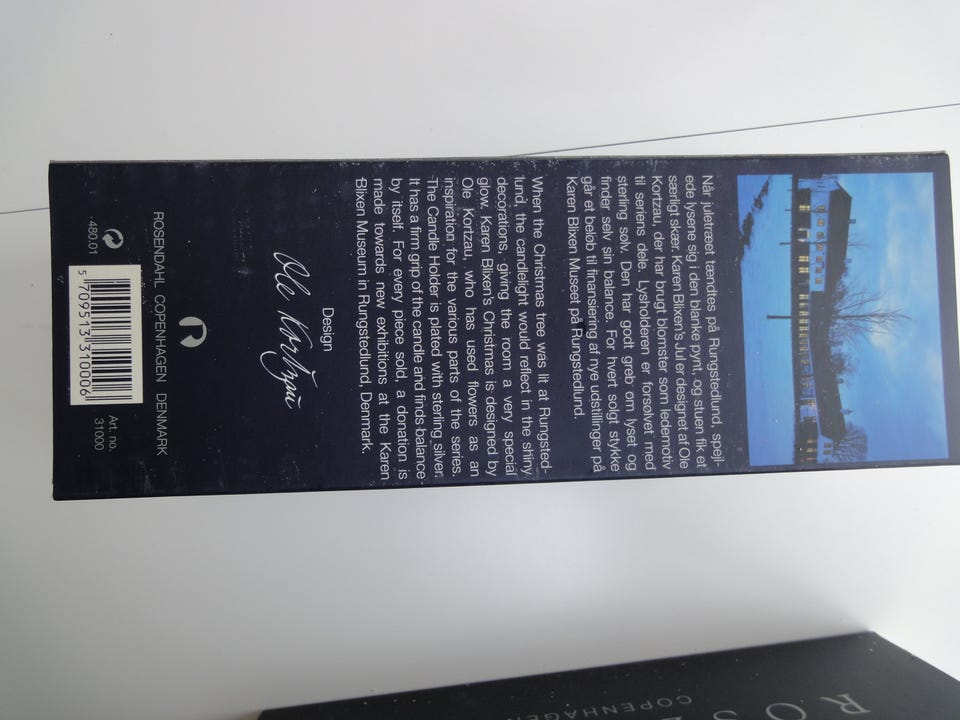 Når juletræet tændtes på Rungstedlund, spejl-
ede lysene sig i den blanke pynt, og stuen fik et
særligt skær. Karen Blixen's Jul er designet af Ole
Kortzau, der har brugt blomster som ledemotiv
til seriens dele. Lysholderen er forsølvet med
sterling sølv. Den har godt greb om lyset og
finder selv sin balance. For hvert solgt stykke
går et beløb til finansiering af nye udstillinger på
Karen Blixen Museet på Rungstedlund.
When the Christmas tree was lit at Rungsted-
lund, the candlelight would reflect in the shiny
decorations, giving the room a very special
glow. Karen Blixen's Christmas is designed by
Ole Kortzau, who has used flowers as an
inspiration for the various parts of the series.
The Candle Holder is plated with sterling silver.
It has a firm grip of the candle and finds balance
by itself. For every piece sold, a donation is
made towards new exhibitions at the Karen
Blixen Museum in Rungstedlund, Denmark.
Design
Ole Kortzau
ROSENDAHL COPENHAGEN DENMARK
480.01
5 709513 310006
Art. no.
31000
ROS
COPENHAGEN